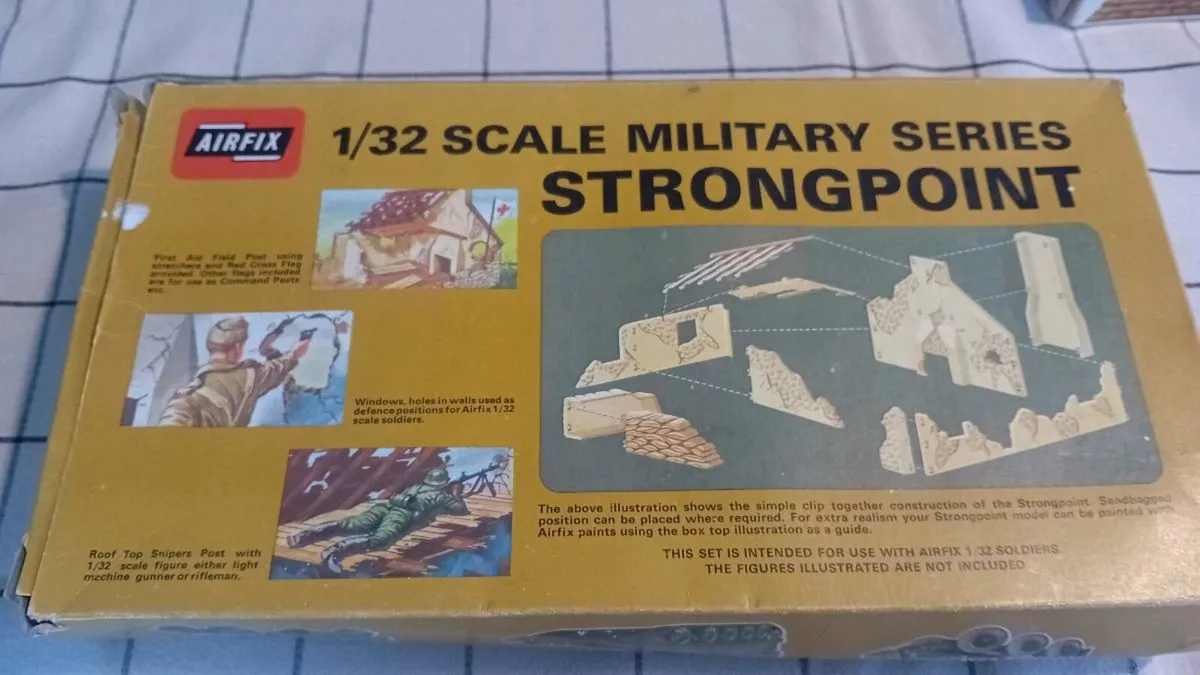 AIRFIX
1/32 SCALE MILITARY SERIES
STRONGPOINT
First Aid Field Post using
stretchers and Red Cross Flag
provided. Other flags included
are for use as Command Posts
etc.
Windows, holes in walls used as
defence positions for Airfix 1/32
scale soldiers.
Roof Top Snipers Post with
1/32 scale figure either light
machine gunner or rifleman.
The above illustration shows the simple clip together construction of the Strongpoint. Sandbagged
position can be placed where required. For extra realism your Strongpoint model can be painted with
Airfix paints using the box top illustration as a guide.
THIS SET IS INTENDED FOR USE WITH AIRFIX 1/32 SOLDIERS
THE FIGURES ILLUSTRATED ARE NOT INCLUDED